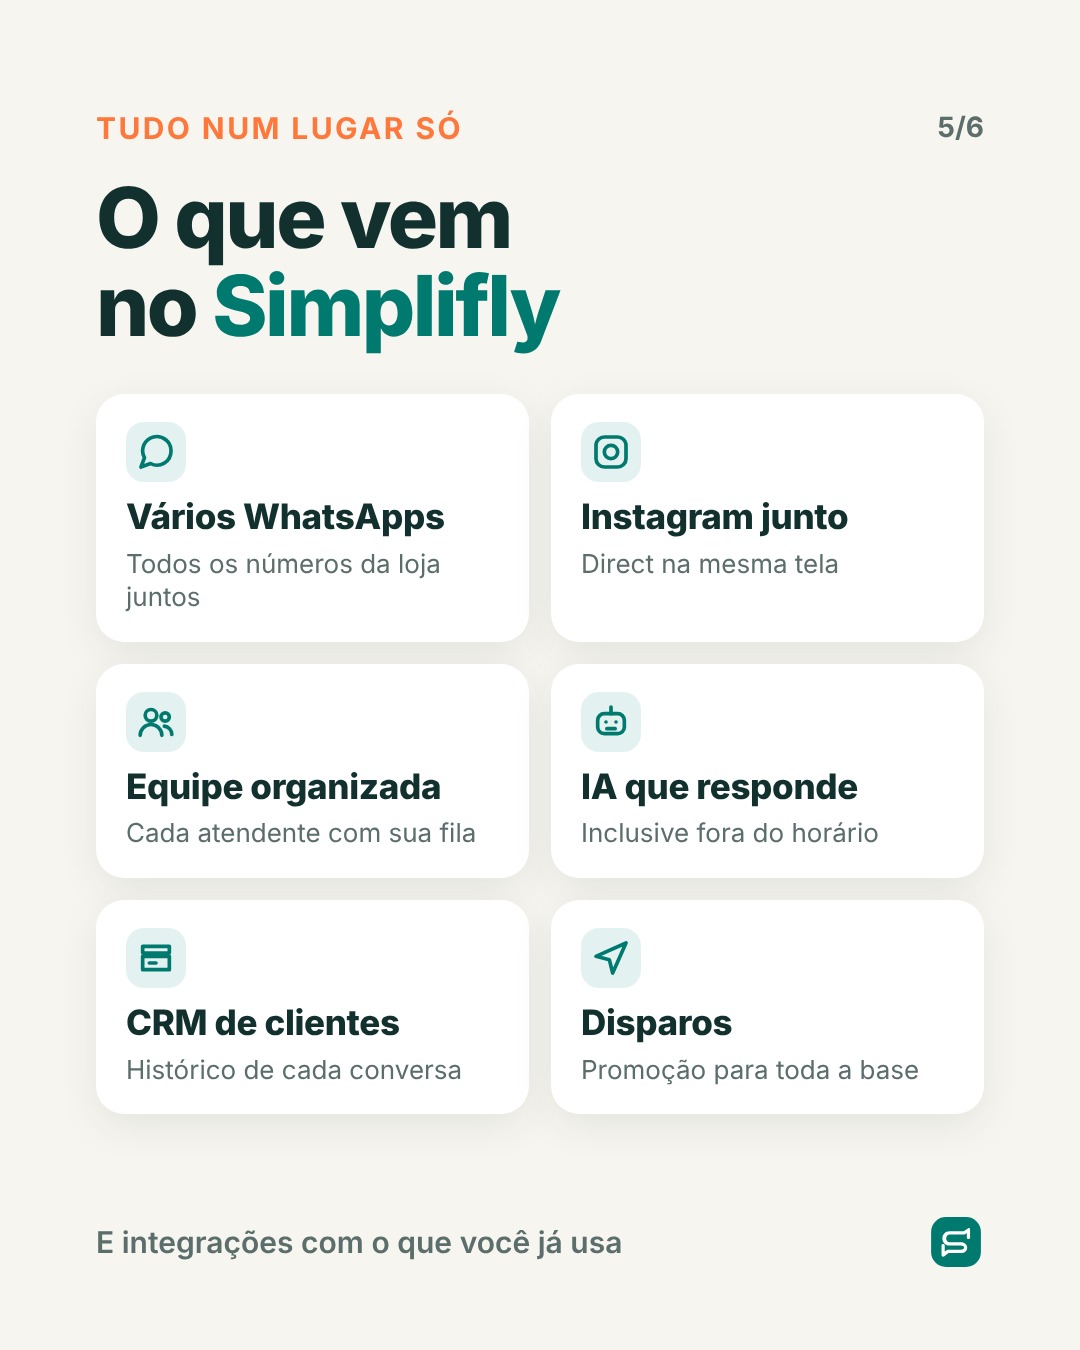 TUDO NUM LUGAR SÓ
5/6
O que vem
no Simplifly
Vários WhatsApps
Todos os números da loja
juntos
Instagram junto
Direct na mesma tela
Equipe organizada
Cada atendente com sua fila
IA que responde
Inclusive fora do horário
CRM de clientes
Histórico de cada conversa
Disparos
Promoção para toda a base
E integrações com o que você já usa